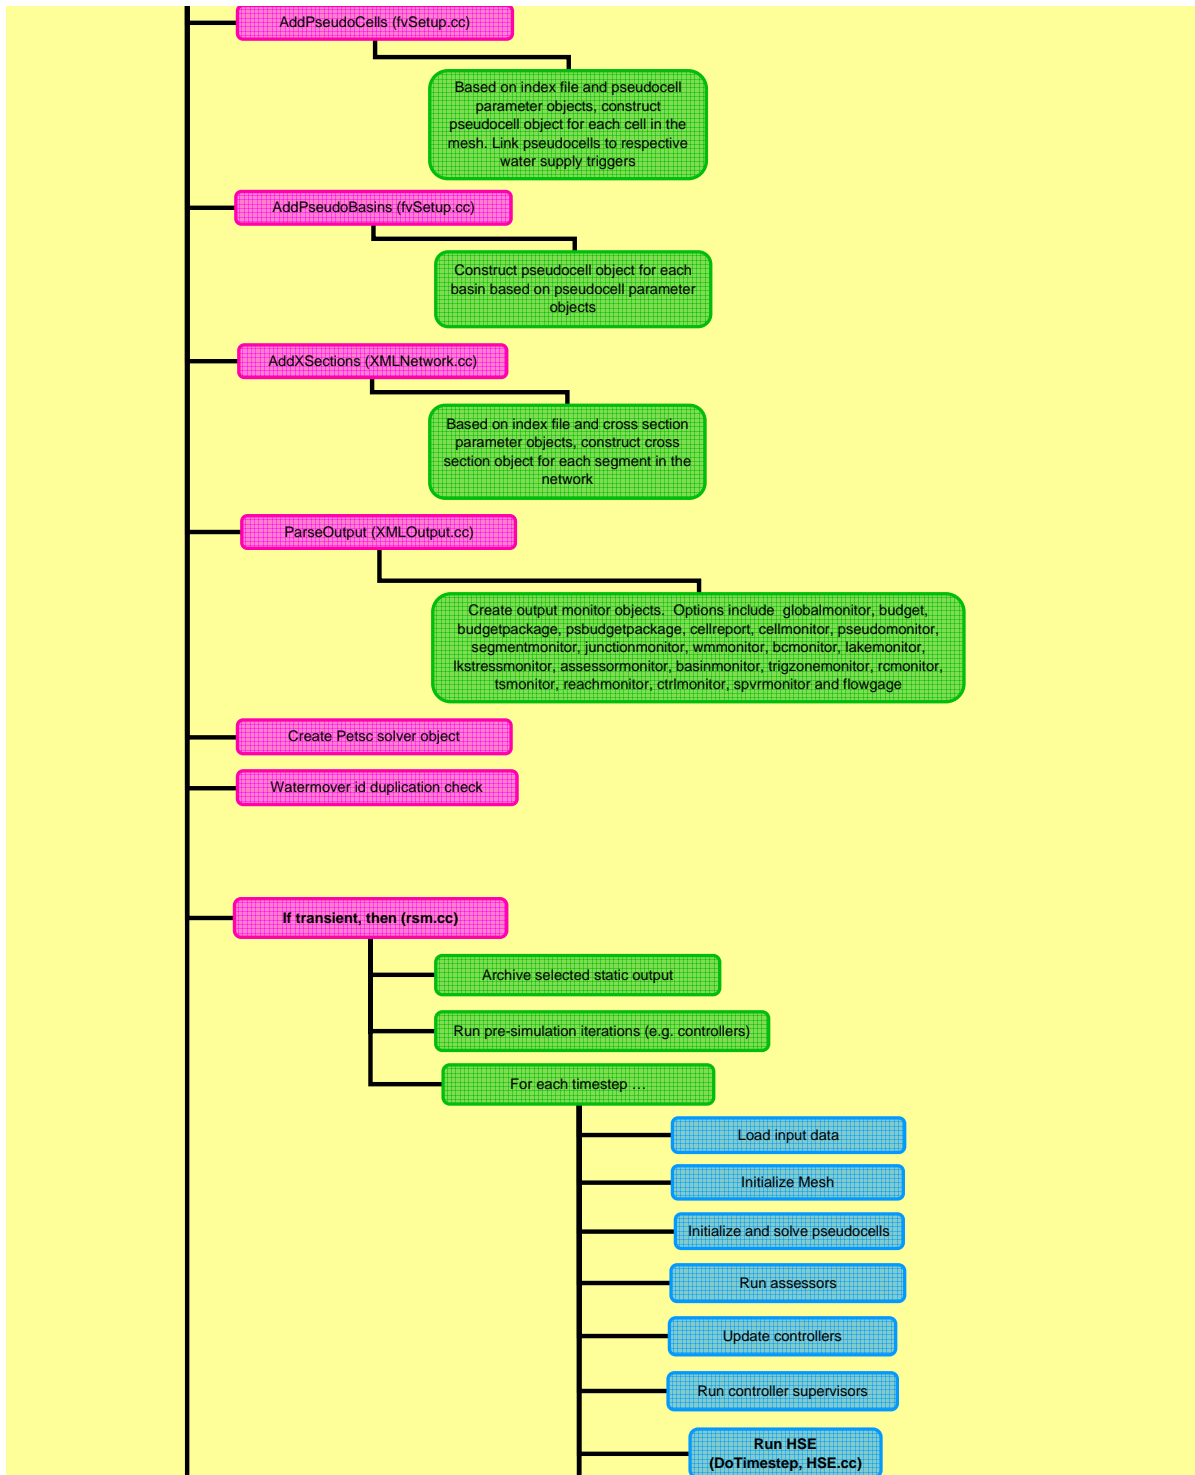 AddPseudoCells (fvSetup.cc)
Based on index file and pseudocell
parameter objects, construct
pseudocell object for each cell in the
mesh. Link pseudocells to respective
water supply triggers
AddPseudoBasins (fvSetup.cc)
Construct pseudocell object for each
basin based on pseudocell parameter
objects
AddXSections (XMLNetwork.cc)
Based on index file and cross section
parameter objects, construct cross
section object for each segment in the
network
ParseOutput (XMLOutput.cc)
Create output monitor objects.  Options include  globalmonitor, budget,
budgetpackage, psbudgetpackage, cellreport, cellmonitor, pseudomonitor,
segmentmonitor, junctionmonitor, wmmonitor, bcmonitor, lakemonitor,
lkstressmonitor, assessormonitor, basinmonitor, trigzonemonitor, rcmonitor,
tsmonitor, reachmonitor, ctrlmonitor, spvrmonitor and flowgage
Create Petsc solver object
Watermover id duplication check
If transient, then (rsm.cc)
Archive selected static output
Run pre-simulation iterations (e.g. controllers)
For each timestep …
Load input data
Initialize Mesh
Initialize and solve pseudocells
Run assessors
Update controllers
Run controller supervisors
Run HSE
(DoTimestep, HSE.cc)